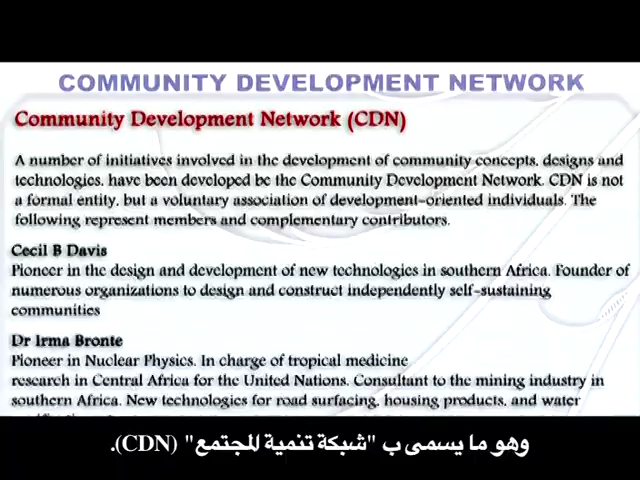 COMMUNITY DEVELOPMENT NETWORK
Community Development Network (CDN)
A number of initiatives involved in the development of community concepts, designs and
technologies, have been developed be the Community Development Network. CDN is not
a formal entity, but a voluntary association of development-oriented individuals. The
following represent members and complementary contributors.
Cecil B Davis
Pioneer in the design and development of new technologies in southern Africa. Founder of
numerous organizations to design and construct independently self-sustaining
communities
Dr Irma Bronte
Pioneer in Nuclear Physics. In charge of tropical medicine
research in Central Africa for the United Nations. Consultant to the mining industry in
southern Africa. New technologies for road surfacing, housing products, and water
وهو ما يسمى ب "شبكة تنمية المجتمع" (CDN).